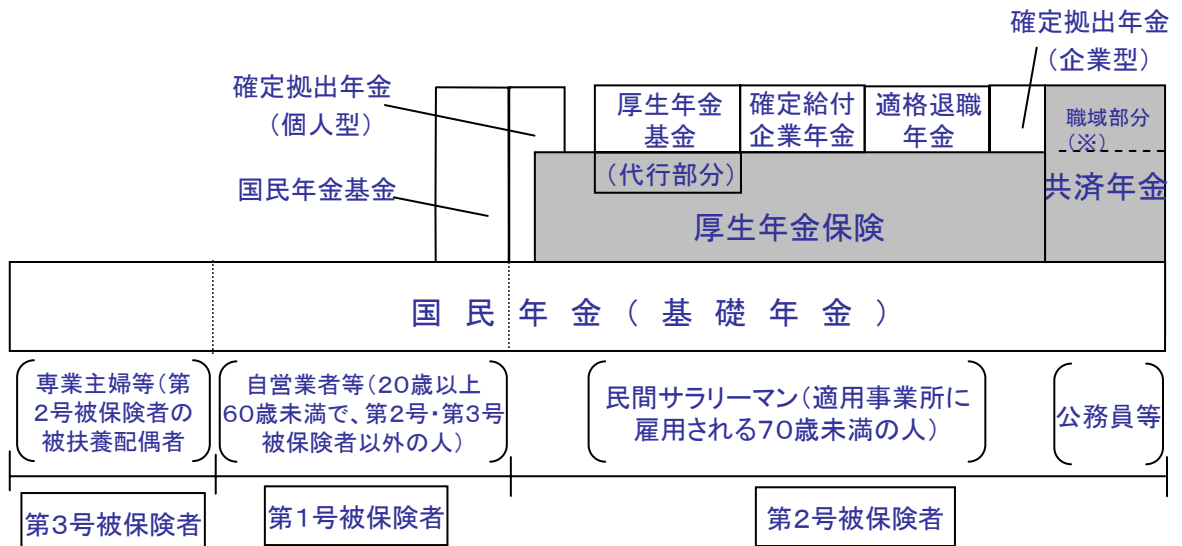 確定拠出年金
(企業型)
確定拠出年金
(個人型)
厚生年金
基金
確定給付
企業年金
適格退職
年金
職域部分
(※)
(代行部分)
国民年金基金
共済年金
厚生年金保険
国民年金(基礎年金)
専業主婦等(第
2号被保険者の
被扶養配偶者
自営業者等(20歳以上
60歳未満で、第2号・第3号
被保険者以外の人)
民間サラリーマン(適用事業所に
雇用される70歳未満の人)
公務員等
第3号被保険者
第1号被保険者
第2号被保険者